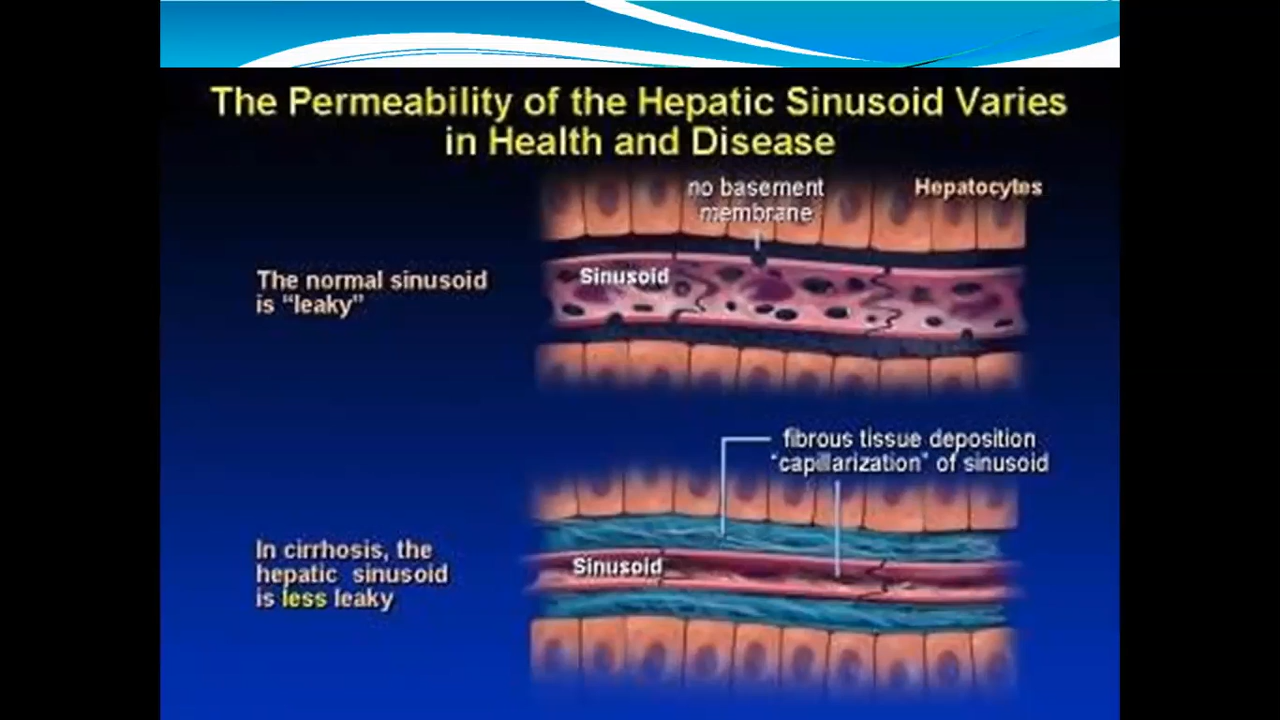 The Permeability of the Hepatic Sinusoid Varies
in Health and Disease
no basement
membrane
Hepatocytes
The normal sinusoid
is “leaky”
Sinusoid
fibrous tissue deposition
“capillarization” of sinusoid
In cirrhosis, the
hepatic sinusoid
is less leaky
Sinusoid